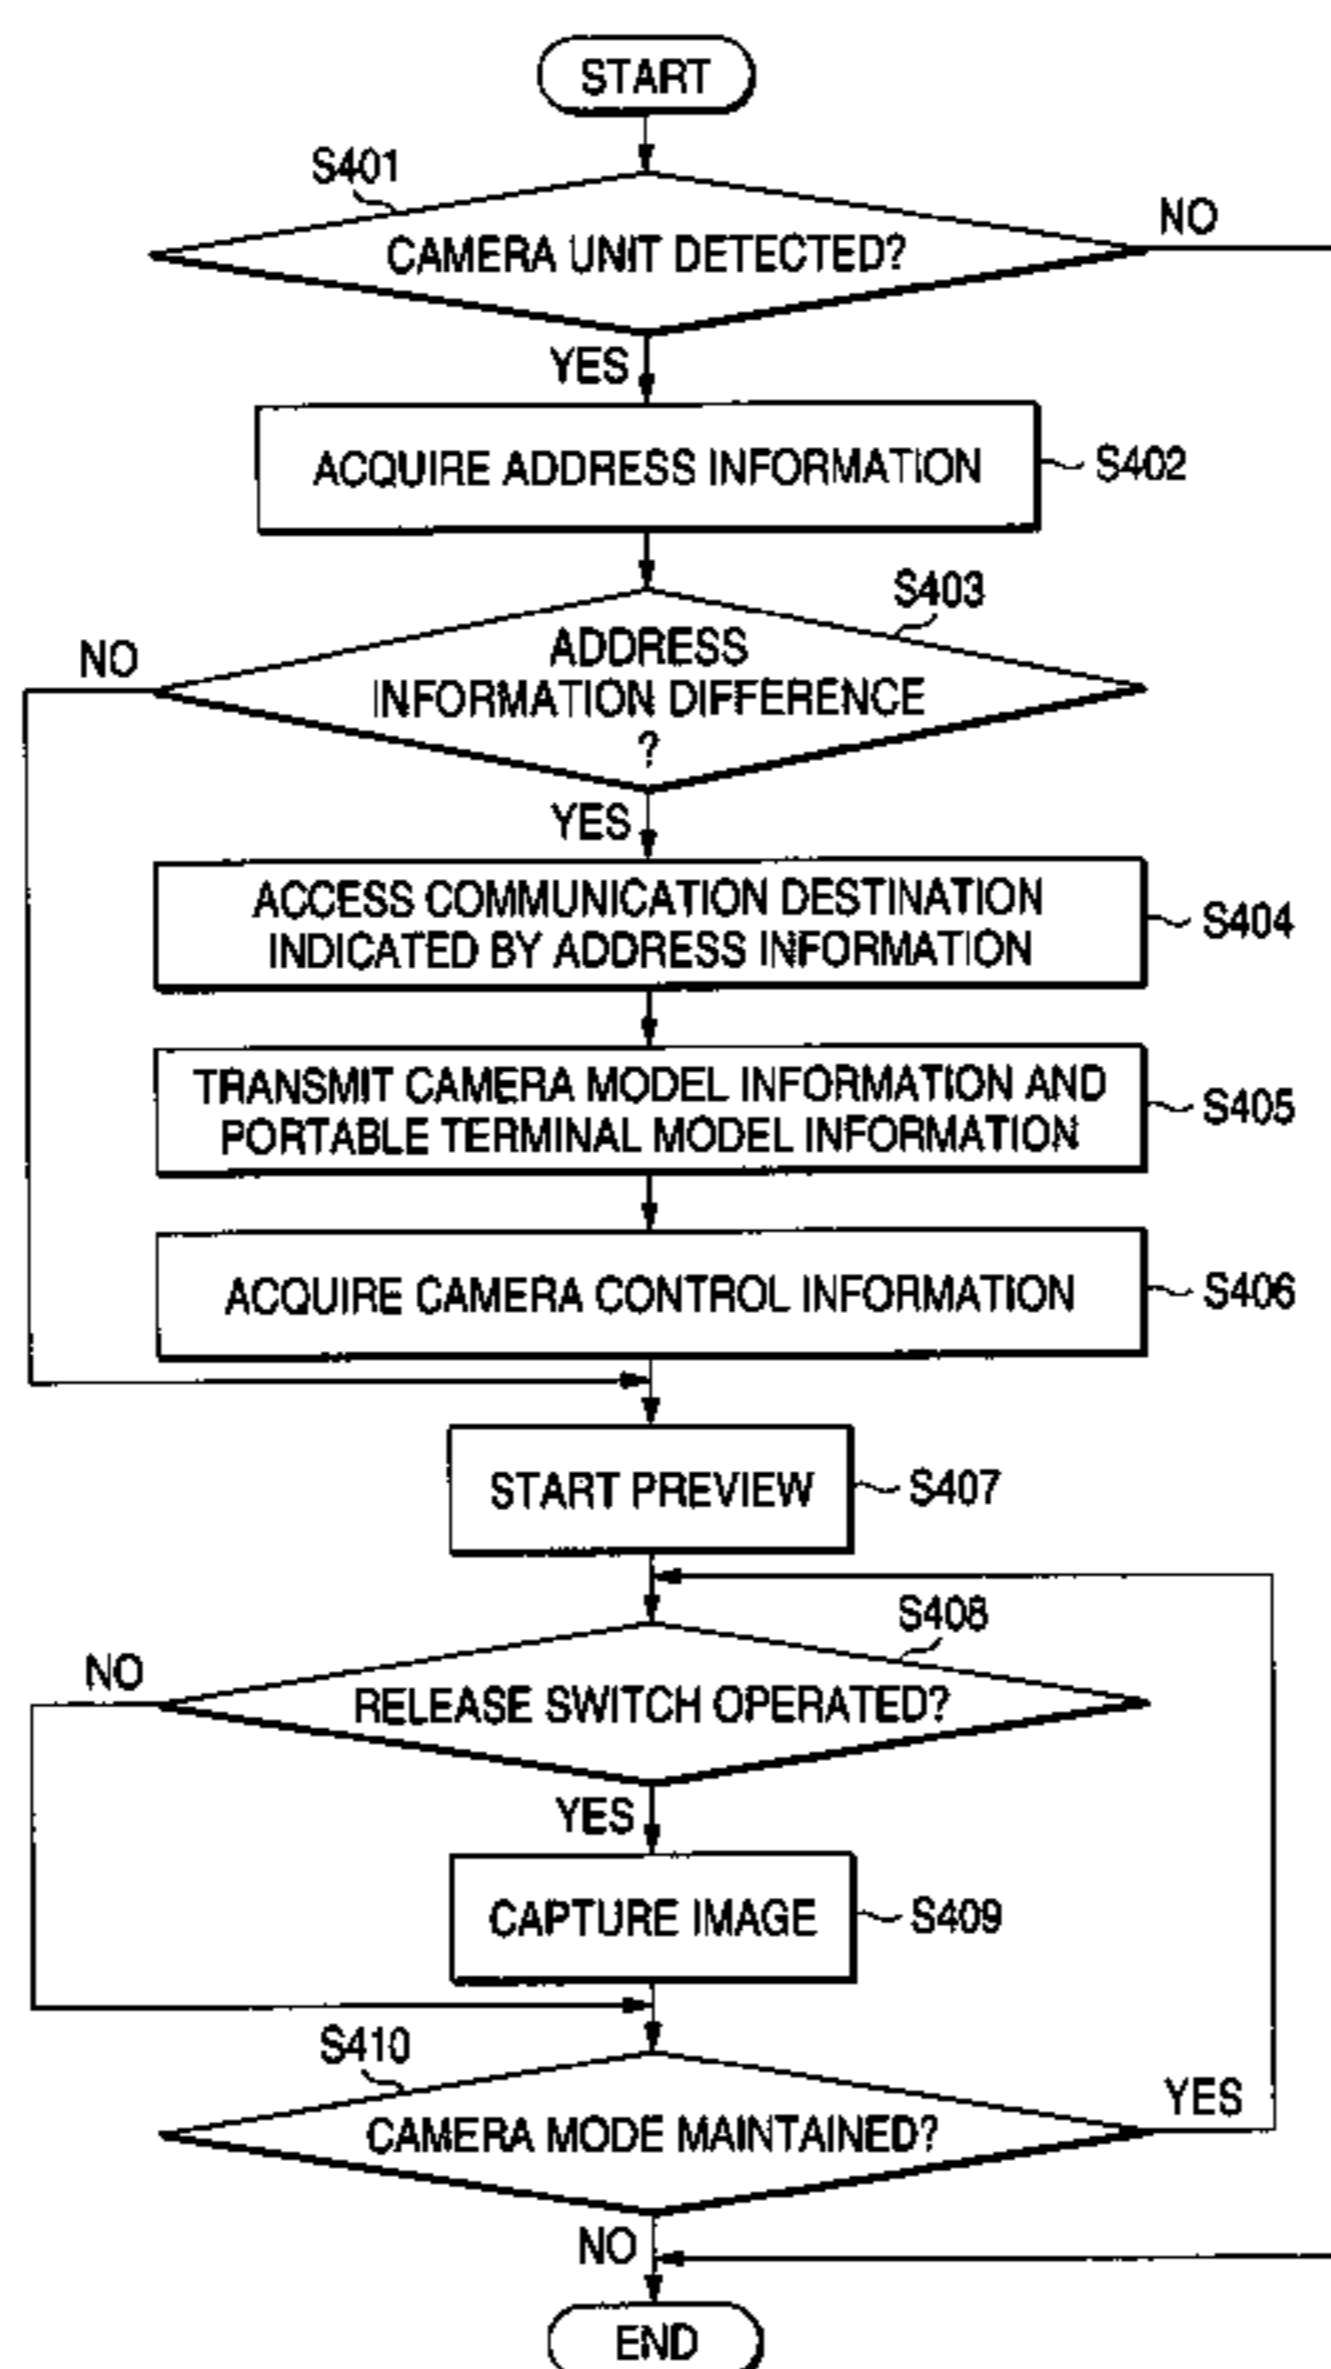 START
S401
CAMERA UNIT DETECTED?
NO
YES
ACQUIRE ADDRESS INFORMATION
S402
S403
NO
ADDRESS
INFORMATION DIFFERENCE
?
YES
ACCESS COMMUNICATION DESTINATION
INDICATED BY ADDRESS INFORMATION
S404
TRANSMIT CAMERA MODEL INFORMATION AND
PORTABLE TERMINAL MODEL INFORMATION
S405
ACQUIRE CAMERA CONTROL INFORMATION
S406
START PREVIEW
S407
S408
NO
RELEASE SWITCH OPERATED?
YES
CAPTURE IMAGE
S409
S410
CAMERA MODE MAINTAINED?
YES
NO
END